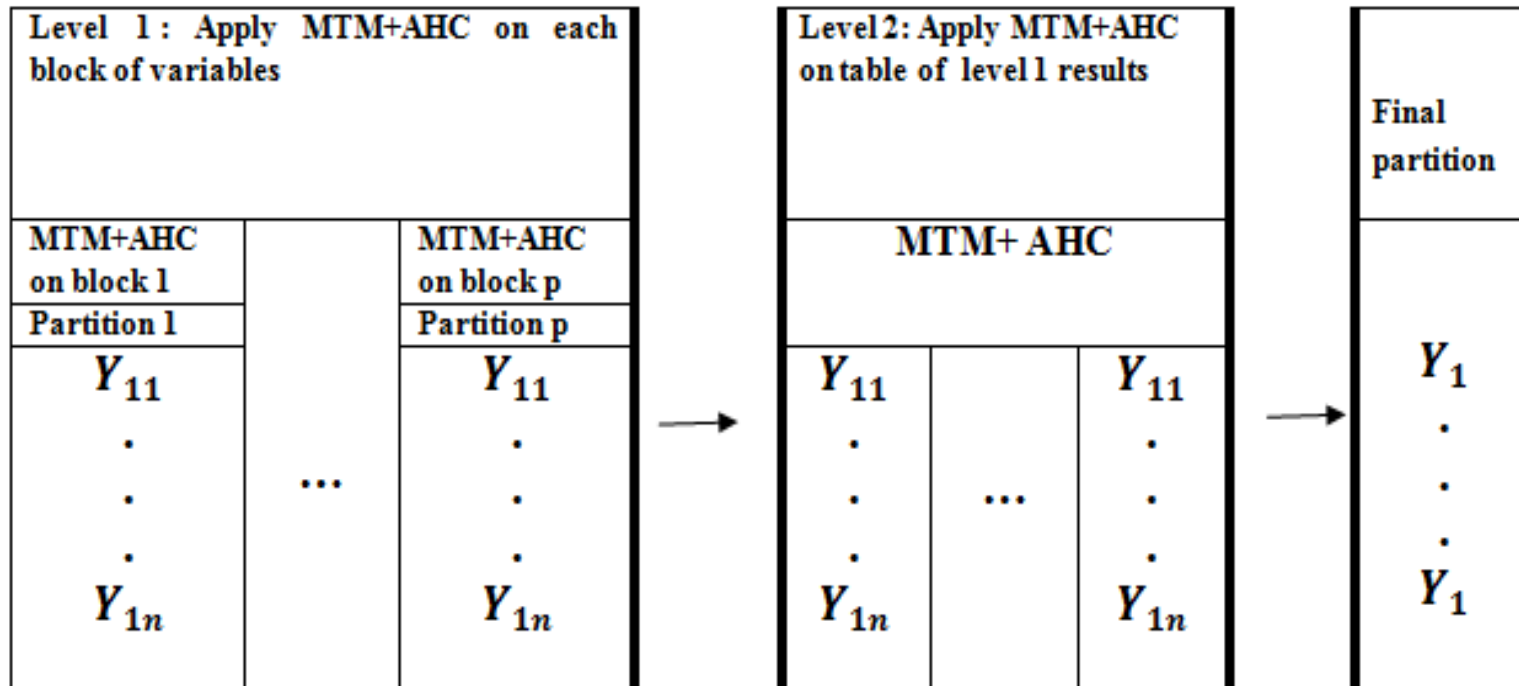 Level 1 : Apply MTM+AHC on each
block of variables
MTM+AHC
on block 1
Partition 1
Y₁₁
.
.
.
Y₁ₙ
...
MTM+AHC
on block p
Partition p
Y₁₁
.
.
.
Y₁ₙ
Level 2: Apply MTM+AHC
on table of level 1 results
MTM+ AHC
Y₁₁
.
.
.
Y₁ₙ
...
Y₁₁
.
.
.
Y₁ₙ
Final
partition
Y₁
.
.
.
Y₁